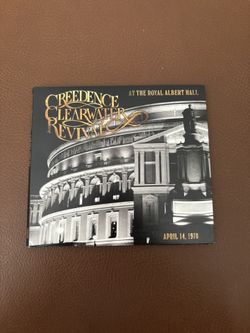 CREEDENCE
CLEARWATER
REVIVAL
AT THE ROYAL ALBERT HALL
APRIL 14, 1970